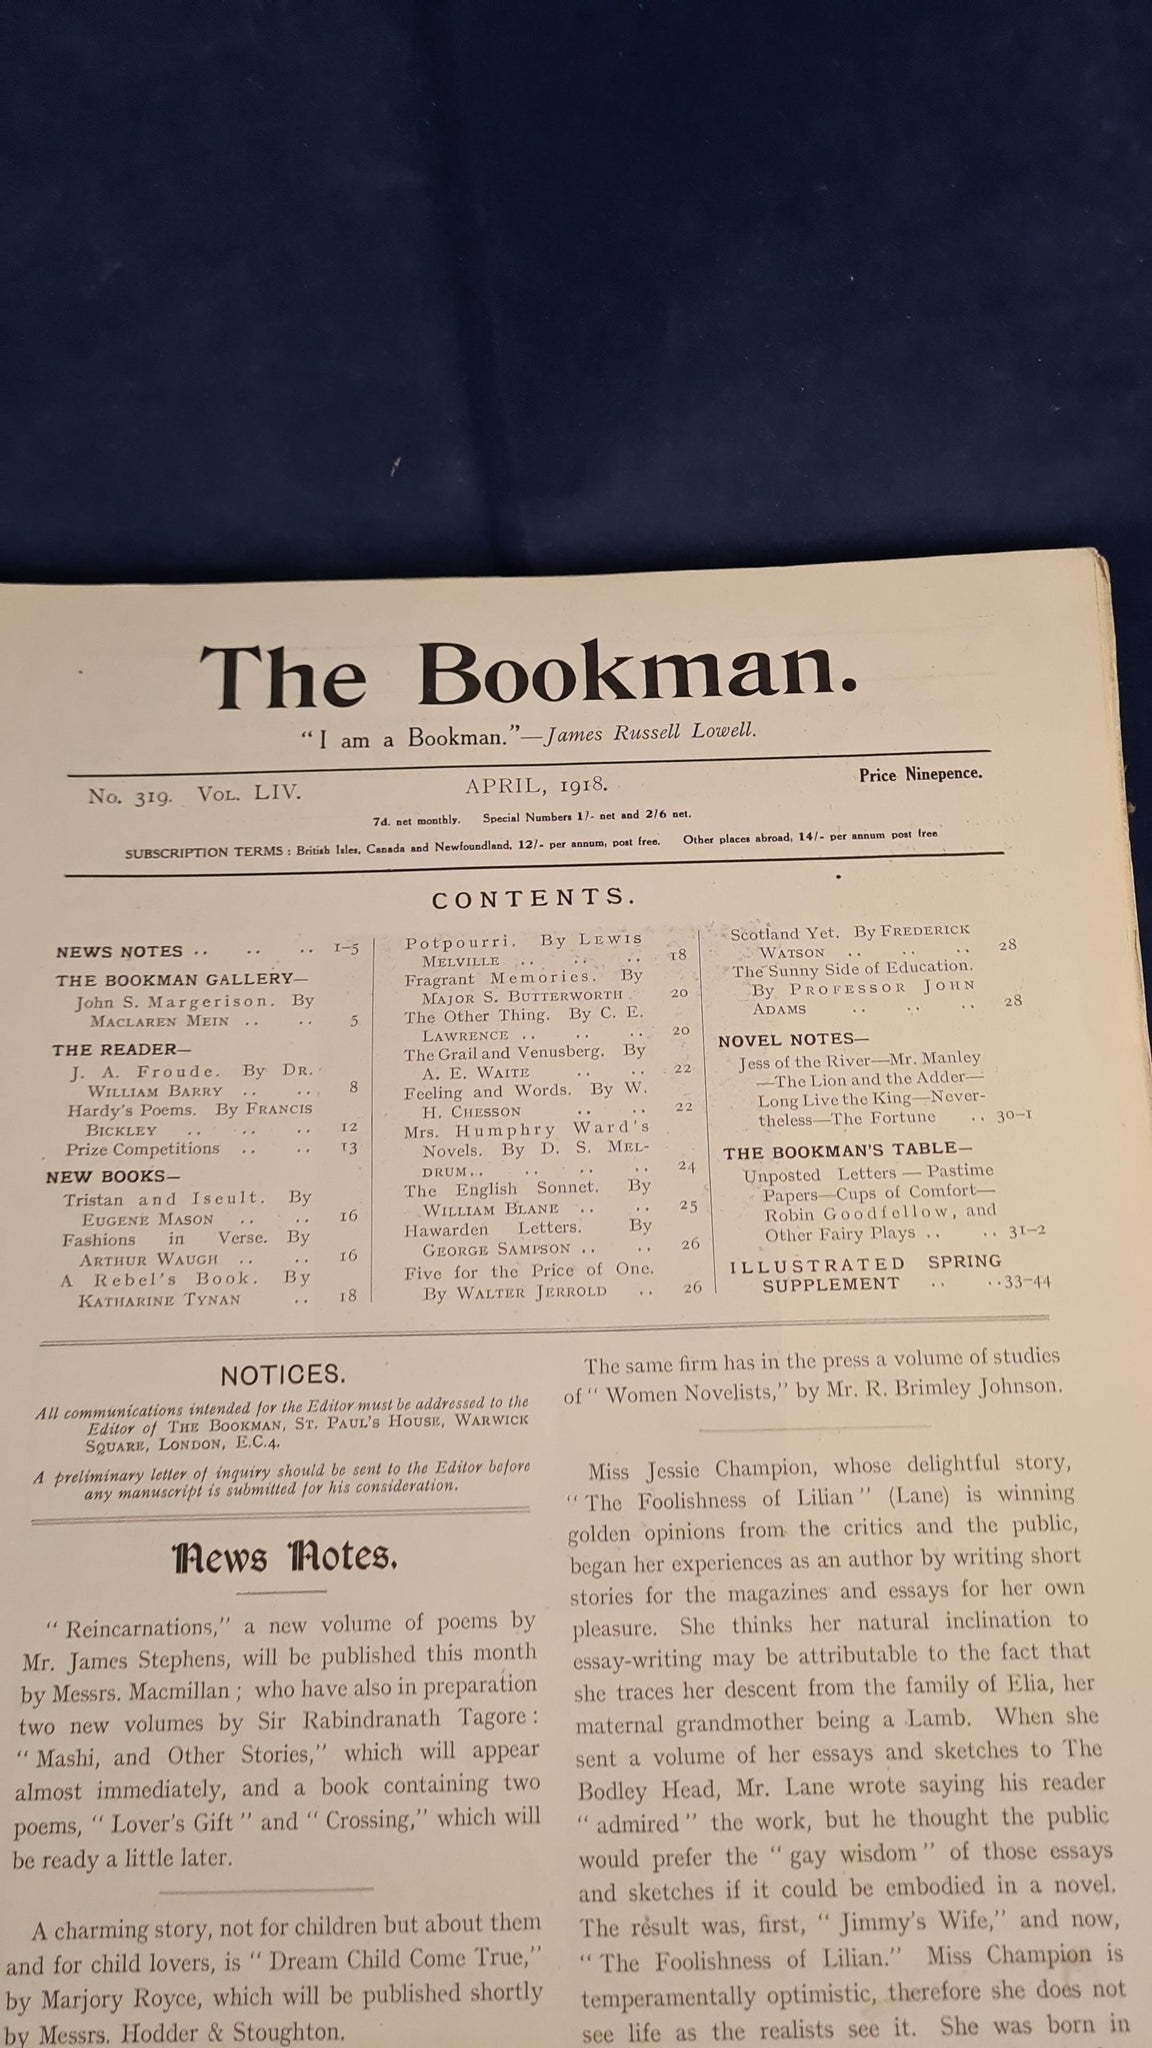 The Bookman.
“I am a Bookman.”—James Russell Lowell.
No. 319. Vol. LIV.
APRIL, 1918.
Price Ninepence.
7d. net monthly. Special Numbers 1/- net and 2/6 net.
SUBSCRIPTION TERMS: British Isles, Canada and Newfoundland, 12/- per annum, post free. Other places abroad, 14/- per annum post free
CONTENTS.
NEWS NOTES .. .. .. 1–5
THE BOOKMAN GALLERY—
John S. Margerison. By
MACLAREN MEIN .. .. 5
THE READER—
J. A. Froude. By DR.
WILLIAM BARRY .. .. 8
Hardy's Poems. By FRANCIS
BICKLEY .. .. .. 12
Prize Competitions .. .. 13
NEW BOOKS—
Tristan and Iseult. By
EUGENE MASON .. .. 16
Fashions in Verse. By
ARTHUR WAUGH .. .. 16
A Rebel's Book. By
KATHARINE TYNAN .. 18
Potpourri. By LEWIS
MELVILLE .. .. .. 18
Fragrant Memories. By
MAJOR S. BUTTERWORTH . 20
The Other Thing. By C. E.
LAWRENCE .. .. .. 20
The Grail and Venusberg. By
A. E. WAITE .. .. 22
Feeling and Words. By W.
H. CHESSON .. .. 22
Mrs. Humphry Ward's
Novels. By D. S. MEL-
DRUM .. .. .. .. 24
The English Sonnet. By
WILLIAM BLANE .. .. 25
Hawarden Letters. By
GEORGE SAMPSON .. .. 26
Five for the Price of One.
By WALTER JERROLD .. 26
Scotland Yet. By FREDERICK
WATSON .. .. .. 28
The Sunny Side of Education.
By PROFESSOR JOHN
ADAMS .. .. .. 28
NOVEL NOTES—
Jess of the River—Mr. Manley
—The Lion and the Adder—
Long Live the King—Never-
theless—The Fortune .. 30–1
THE BOOKMAN'S TABLE—
Unposted Letters — Pastime
Papers—Cups of Comfort—
Robin Goodfellow, and
Other Fairy Plays .. .. 31–2
ILLUSTRATED SPRING
SUPPLEMENT .. .. 33–44
NOTICES.
All communications intended for the Editor must be addressed to the
Editor of THE BOOKMAN, ST. PAUL'S HOUSE, WARWICK
SQUARE, LONDON, E.C.4.
A preliminary letter of inquiry should be sent to the Editor before
any manuscript is submitted for his consideration.
News Notes.
“Reincarnations,” a new volume of poems by
Mr. James Stephens, will be published this month
by Messrs. Macmillan; who have also in preparation
two new volumes by Sir Rabindranath Tagore:
“Mashi, and Other Stories,” which will appear
almost immediately, and a book containing two
poems, “Lover's Gift” and “Crossing,” which will
be ready a little later.
A charming story, not for children but about them
and for child lovers, is “Dream Child Come True,”
by Marjory Royce, which will be published shortly
by Messrs. Hodder & Stoughton.
The same firm has in the press a volume of studies
of “Women Novelists,” by Mr. R. Brimley Johnson.
Miss Jessie Champion, whose delightful story,
“The Foolishness of Lilian” (Lane) is winning
golden opinions from the critics and the public,
began her experiences as an author by writing short
stories for the magazines and essays for her own
pleasure. She thinks her natural inclination to
essay-writing may be attributable to the fact that
she traces her descent from the family of Elia, her
maternal grandmother being a Lamb. When she
sent a volume of her essays and sketches to The
Bodley Head, Mr. Lane wrote saying his reader
“admired” the work, but he thought the public
would prefer the “gay wisdom” of those essays
and sketches if it could be embodied in a novel.
The result was, first, “Jimmy's Wife,” and now,
“The Foolishness of Lilian.” Miss Champion is
temperamentally optimistic, therefore she does not
see life as the realists see it. She was born in